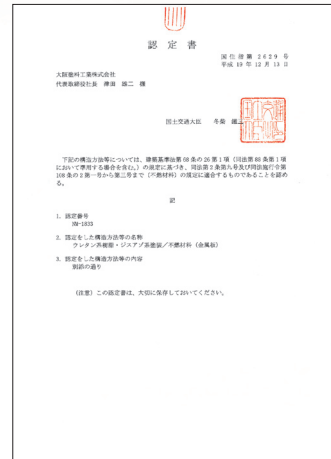 認定書
国住指第2629号
平成19年12月13日
大阪塗料工業株式会社
代表取締役社長 澤田 雄二 様
国土交通大臣 冬柴 鐵三
下記の構造方法等については、建築基準法第68条の26第1項(同法第88条第1項
において準用する場合を含む。)の規定に基づき、同法第2条第九号及び同法施行令第
108条の2第一号から第三号まで(不燃材料)の規定に適合するものであることを認め
る。
記
1. 認定番号
NM-1833
2. 認定をした構造方法等の名称
ウレタン共樹脂・ジスアゾ系塗装/不燃材料(金属板)
3. 認定をした構造方法等の内容
別添の通り
(注意)この認定書は、大切に保存しておいてください。